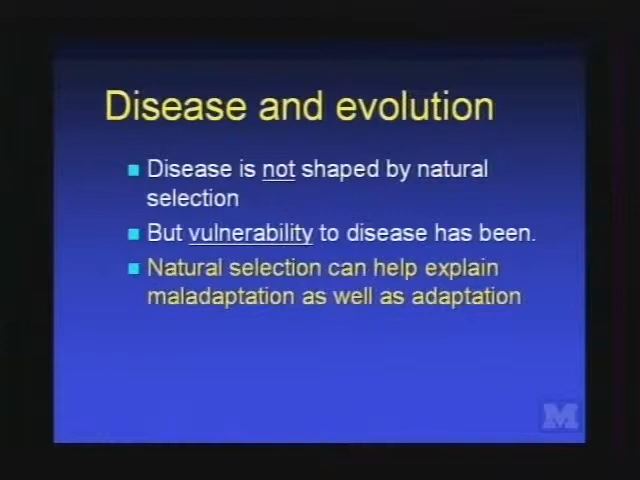 Disease and evolution
Disease is not shaped by natural
selection
But vulnerability to disease has been.
Natural selection can help explain
maladaptation as well as adaptation
M